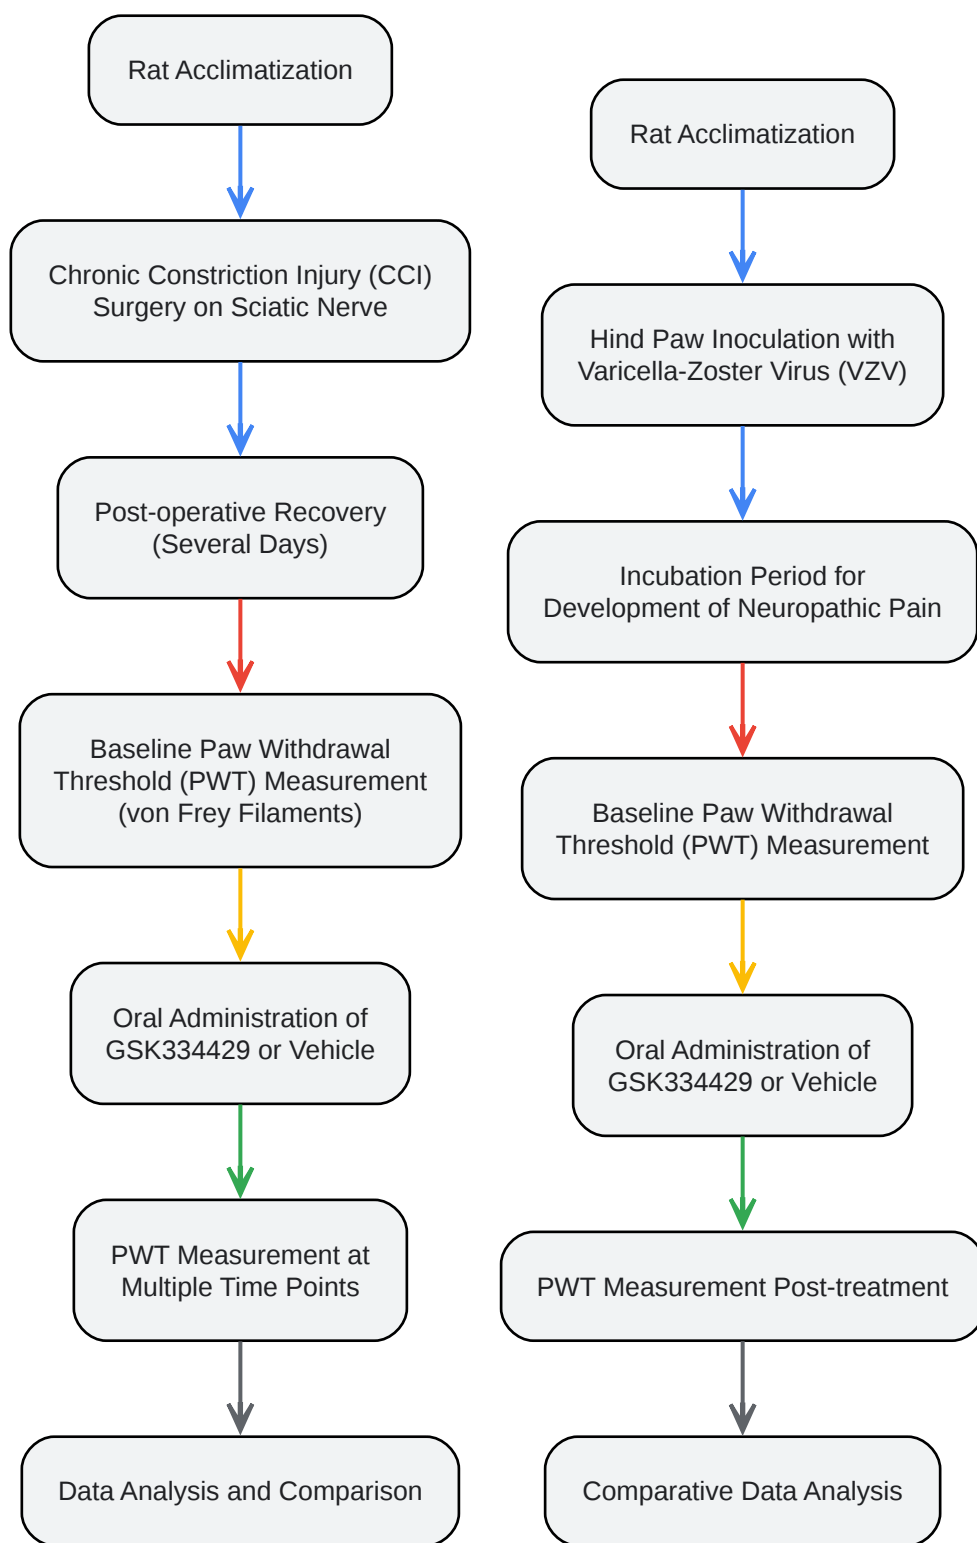 Rat Acclimatization
Chronic Constriction Injury (CCI)
Surgery on Sciatic Nerve
Post-operative Recovery
(Several Days)
Baseline Paw Withdrawal
Threshold (PWT) Measurement
(von Frey Filaments)
Oral Administration of
GSK334429 or Vehicle
PWT Measurement at
Multiple Time Points
Data Analysis and Comparison
Rat Acclimatization
Hind Paw Inoculation with
Varicella-Zoster Virus (VZV)
Incubation Period for
Development of Neuropathic Pain
Baseline Paw Withdrawal
Threshold (PWT) Measurement
Oral Administration of
GSK334429 or Vehicle
PWT Measurement Post-treatment
Comparative Data Analysis